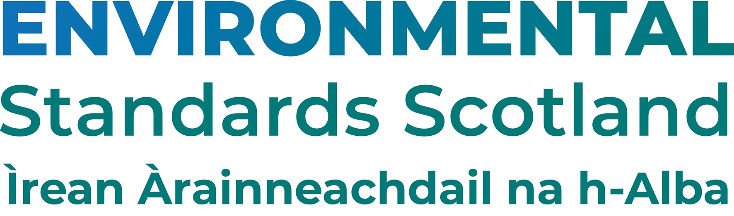 ENVIRONMENTAL
Standards Scotland
Ìrean Àrainneachdail na h-Alba